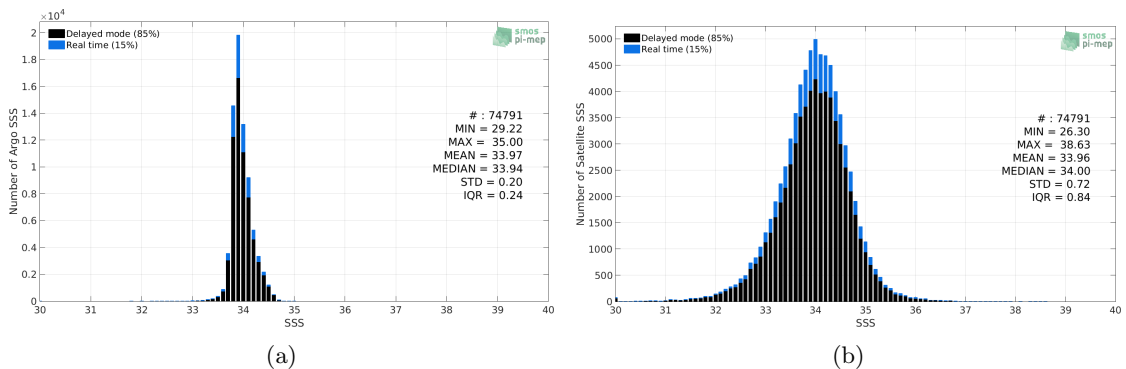 ×10⁴
Delayed mode (85%)
Real time (15%)
smos
pi-mep
# : 74791
MIN = 29.22
MAX = 35.00
MEAN = 33.97
MEDIAN = 33.94
STD = 0.20
IQR = 0.24
Number of Argo SSS
2
1.8
1.6
1.4
1.2
1
0.8
0.6
0.4
0.2
0
30 31 32 33 34 35 36 37 38 39 40
SSS
(a)
Delayed mode (85%)
Real time (15%)
smos
pi-mep
# : 74791
MIN = 26.30
MAX = 38.63
MEAN = 33.96
MEDIAN = 34.00
STD = 0.72
IQR = 0.84
Number of Satellite SSS
5000
4500
4000
3500
3000
2500
2000
1500
1000
500
0
30 31 32 33 34 35 36 37 38 39 40
SSS
(b)